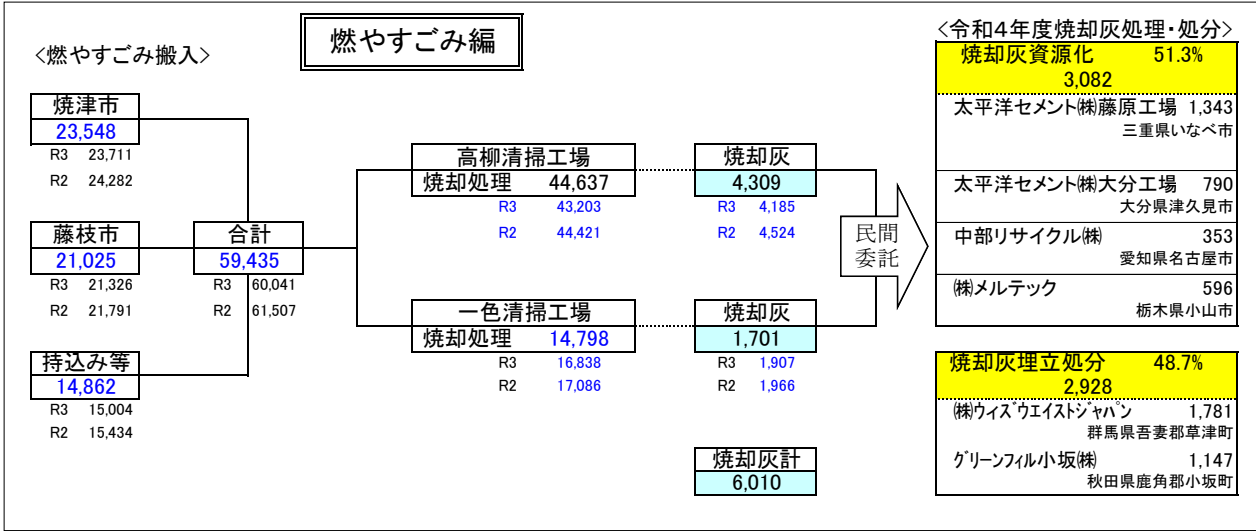 燃やすごみ編
<燃やすごみ搬入>
焼津市
23,548
R3 23,711
R2 24,282
藤枝市
21,025
R3 21,326
R2 21,791
持込み等
14,862
R3 15,004
R2 15,434
合計
59,435
R3 60,041
R2 61,507
高柳清掃工場
焼却処理 44,637
R3 43,203
R2 44,421
一色清掃工場
焼却処理 14,798
R3 16,838
R2 17,086
焼却灰
4,309
R3 4,185
R2 4,524
焼却灰
1,701
R3 1,907
R2 1,966
焼却灰計
6,010
民間
委託
<令和4年度焼却灰処理・処分>
焼却灰資源化 51.3%
3,082
太平洋セメント㈱藤原工場 1,343
三重県いなべ市
太平洋セメント㈱大分工場 790
大分県津久見市
中部リサイクル㈱ 353
愛知県名古屋市
㈱メルテック 596
栃木県小山市
焼却灰埋立処分 48.7%
2,928
㈱ウィズウエイストジャパン 1,781
群馬県吾妻郡草津町
グリーンフィル小坂㈱ 1,147
秋田県鹿角郡小坂町